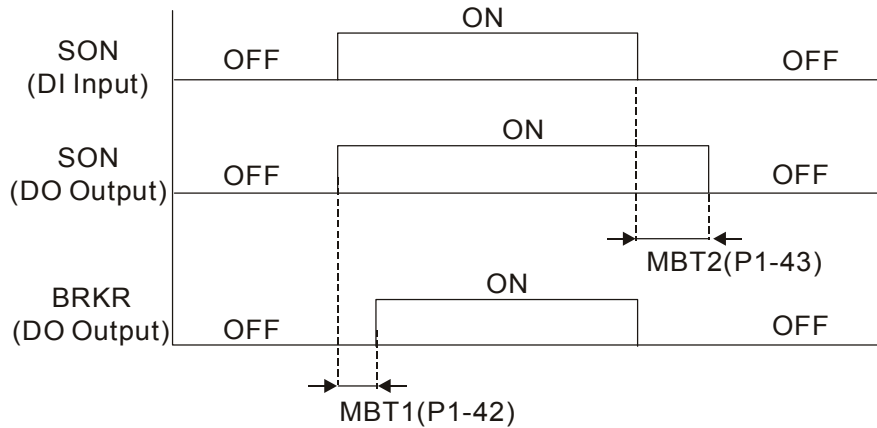 ON
SON
(DI Input)
OFF
OFF
ON
SON
(DO Output)
OFF
OFF
MBT2(P1-43)
ON
BRKR
(DO Output)
OFF
OFF
MBT1(P1-42)